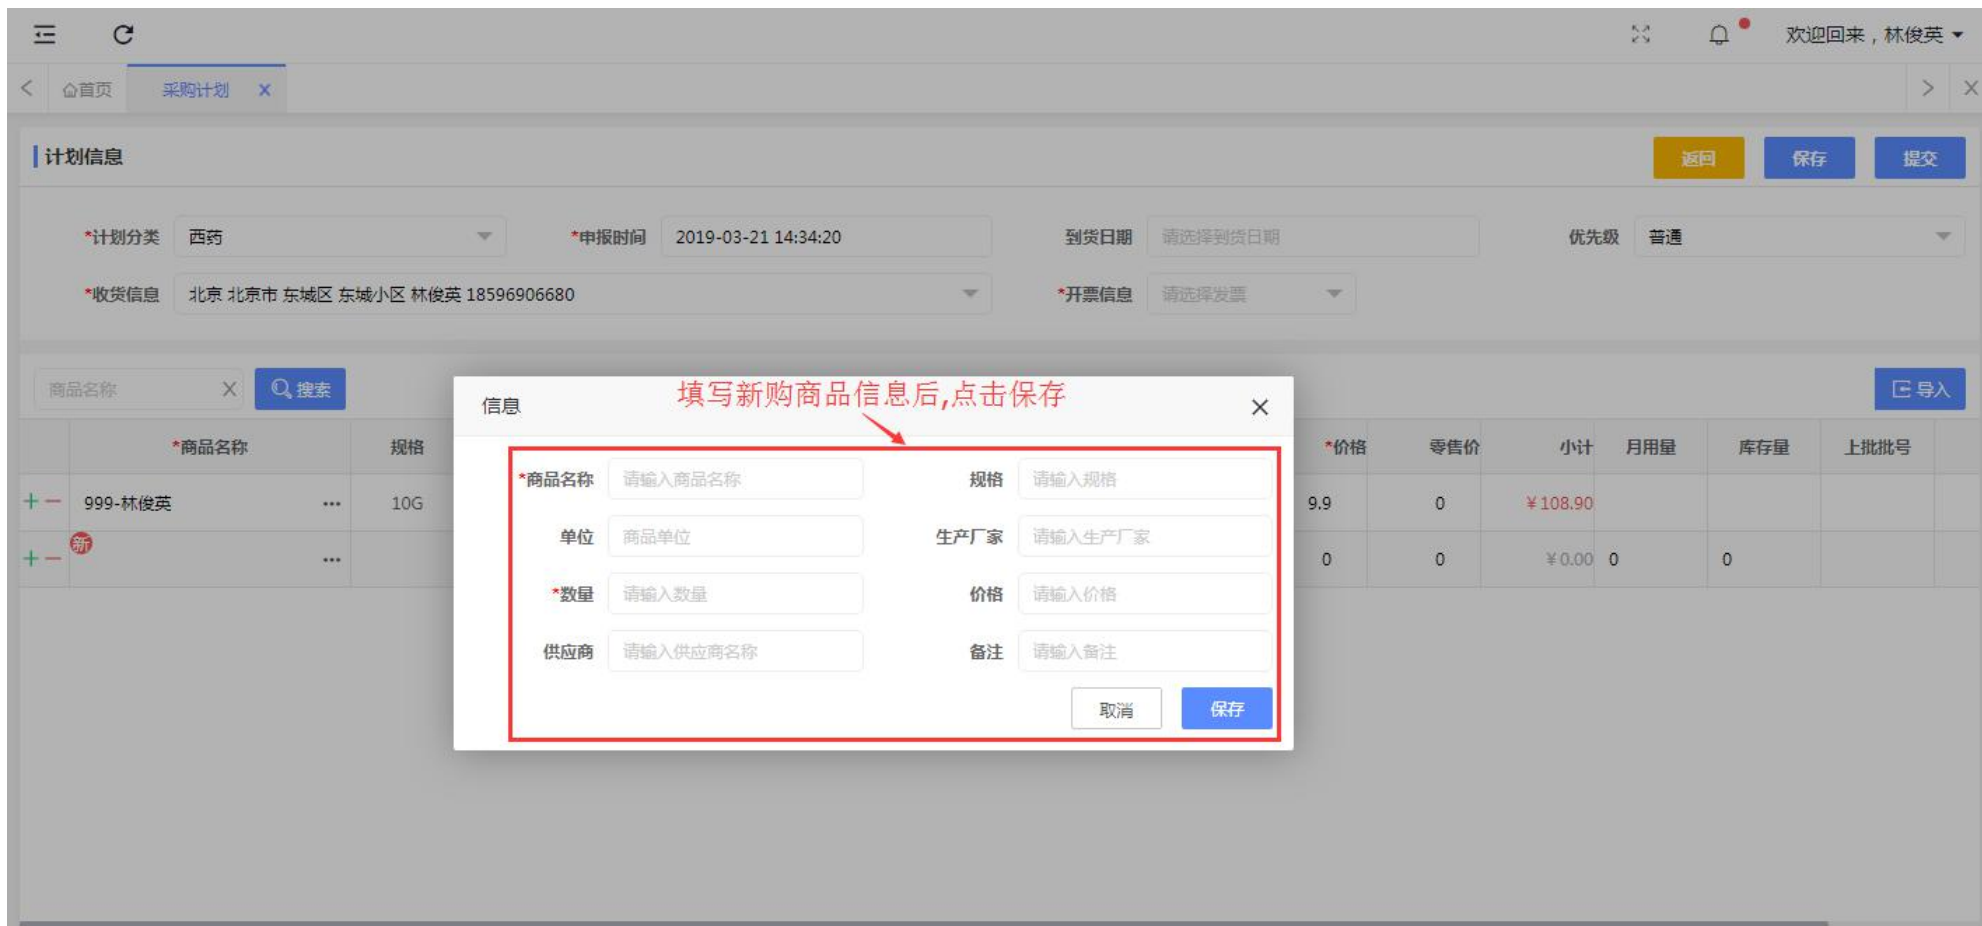 欢迎回来，林俊英
首页 采购计划 X
计划信息 返回 保存 提交
*计划分类 西药 *申报时间 2019-03-21 14:34:20 到货日期 请选择到货日期 优先级 普通
*收货信息 北京 北京市 东城区 东城小区 林俊英 18596906680 *开票信息 请选择发票
商品名称 X 搜索 导入
信息 填写新购商品信息后,点击保存
*商品名称 规格 *价格 零售价 小计 月用量 库存量 上批批号
*商品名称 请输入商品名称 规格 请输入规格
999-林俊英 ... 10G 9.9 0 ¥108.90
单位 商品单位 生产厂家 请输入生产厂家
新 ... 0 0 ¥0.00 0 0
*数量 请输入数量 价格 请输入价格
供应商 请输入供应商名称 备注 请输入备注
取消 保存